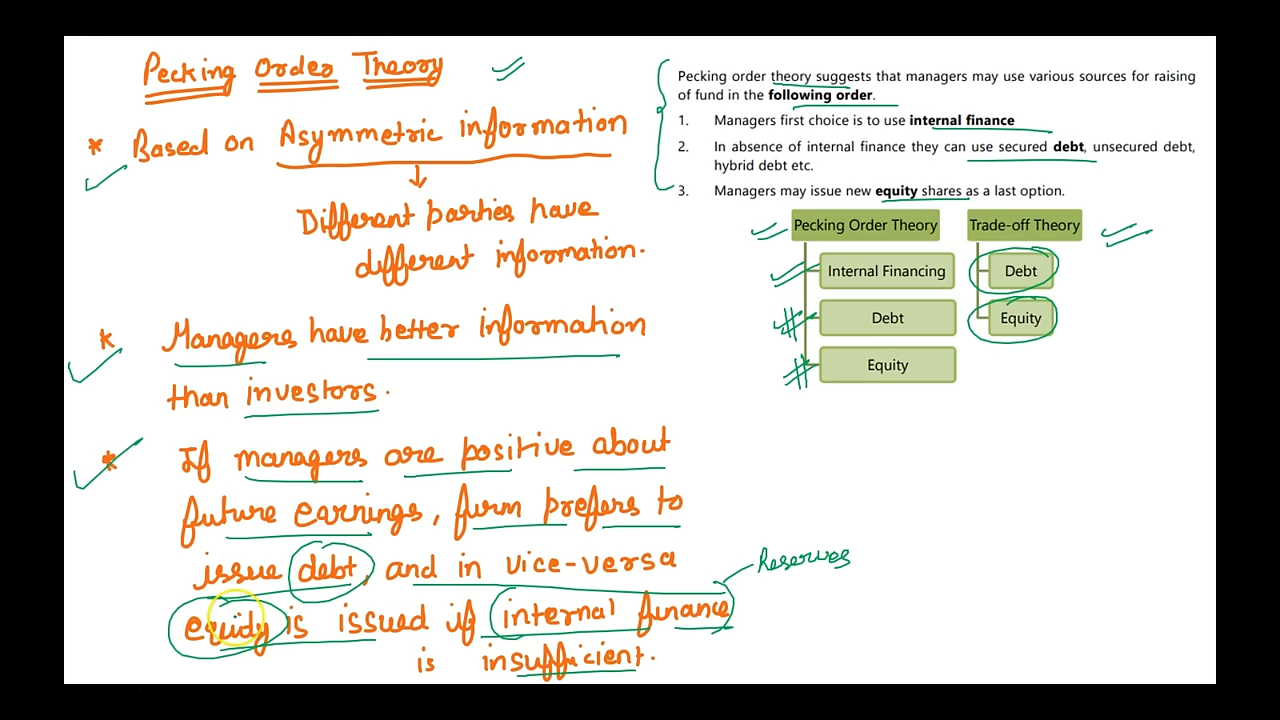 Pecking Order Theory
* Based on Asymmetric information
Different parties have
different information.
* Managers have better information
than investors.
* If managers are positive about
future earnings, firm prefers to
issue debt, and in vice-versa
equity is issued if internal finance
is insufficient.
Reserves
Pecking order theory suggests that managers may use various sources for raising
of fund in the following order.
1. Managers first choice is to use internal finance
2. In absence of internal finance they can use secured debt, unsecured debt,
hybrid debt etc.
3. Managers may issue new equity shares as a last option.
Pecking Order Theory
Internal Financing
Debt
Equity
Trade-off Theory
Debt
Equity